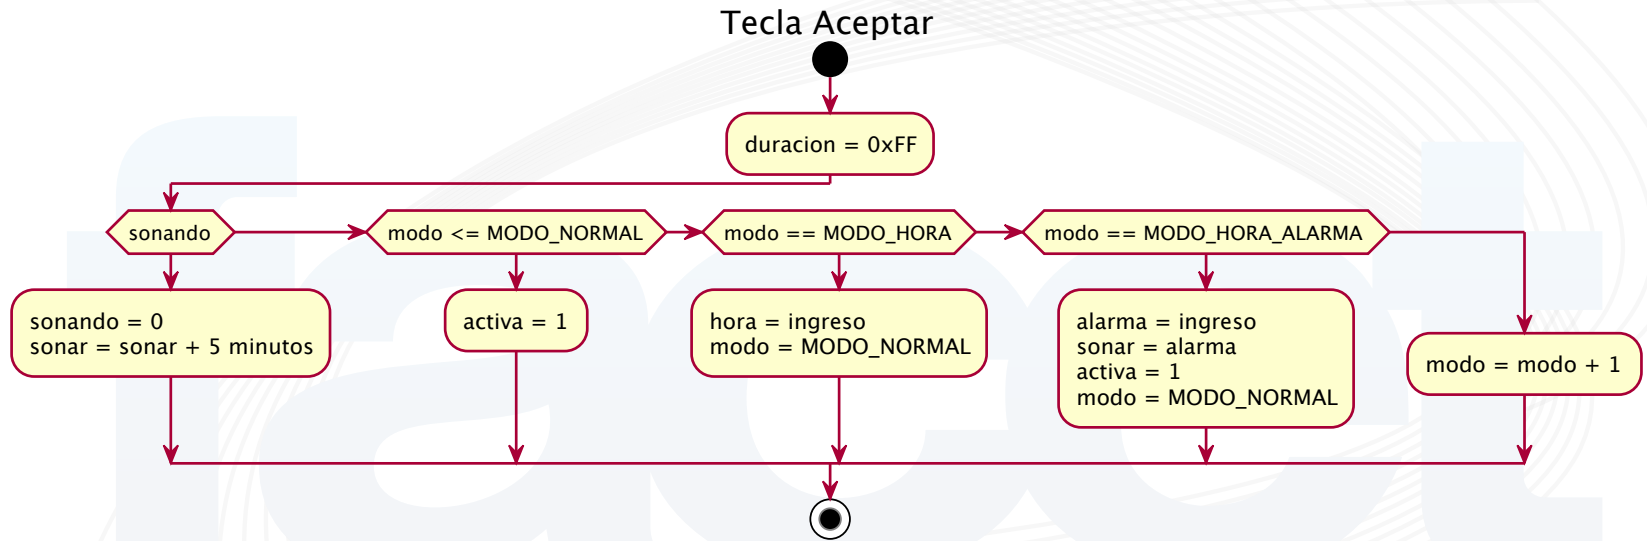 Tecla Aceptar
duracion = 0xFF
sonando
modo <= MODO_NORMAL
modo == MODO_HORA
modo == MODO_HORA_ALARMA
sonando = 0
sonar = sonar + 5 minutos
activa = 1
hora = ingreso
modo = MODO_NORMAL
alarma = ingreso
sonar = alarma
activa = 1
modo = MODO_NORMAL
modo = modo + 1